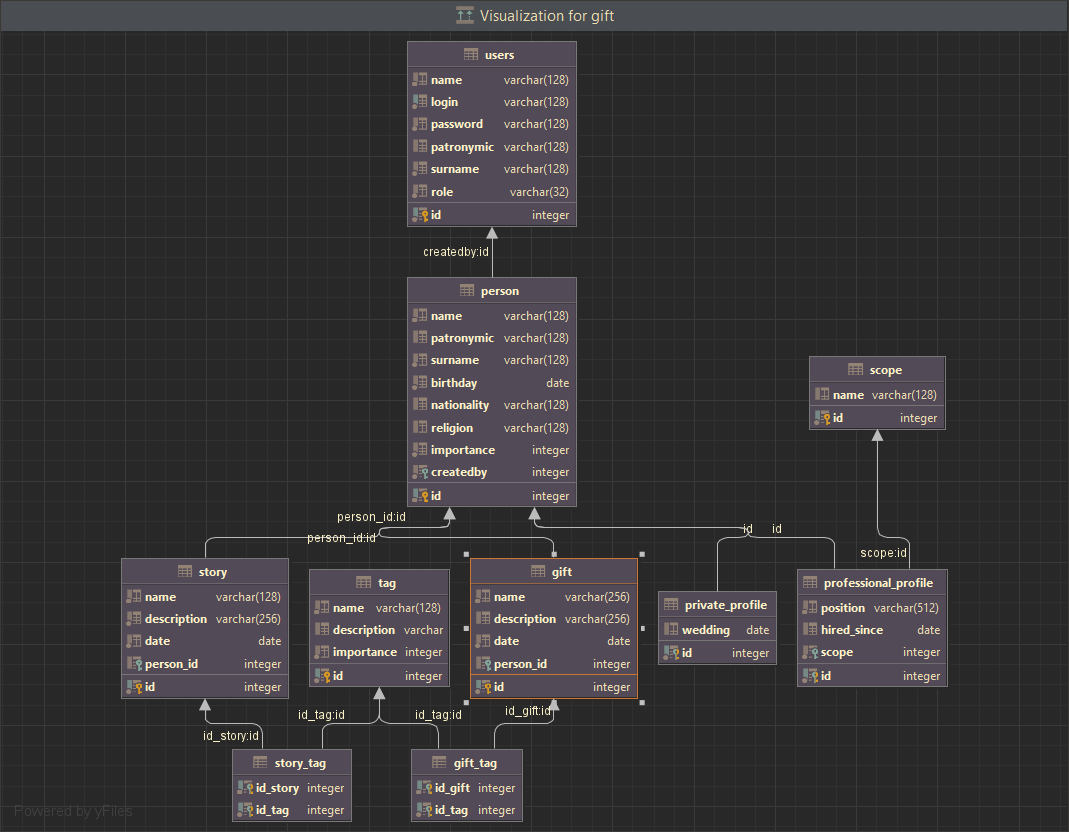 Visualization for gift
users
name varchar(128)
login varchar(128)
password varchar(128)
patronymic varchar(128)
surname varchar(128)
role varchar(32)
id integer
createdby:id
person
name varchar(128)
patronymic varchar(128)
surname varchar(128)
birthday date
nationality varchar(128)
religion varchar(128)
importance integer
createdby integer
id integer
scope
name varchar(128)
id integer
person_id:id
person_id:id
id id
scope:id
story
name varchar(128)
description varchar(256)
date date
person_id integer
id integer
tag
name varchar(128)
description varchar
importance integer
id integer
gift
name varchar(256)
description varchar(256)
date date
person_id integer
id integer
private_profile
wedding date
id integer
professional_profile
position varchar(512)
hired_since date
scope integer
id integer
id_story:id
id_tag:id
id_tag:id
id_gift:id
story_tag
id_story integer
id_tag integer
gift_tag
id_gift integer
id_tag integer
Powered by yFiles